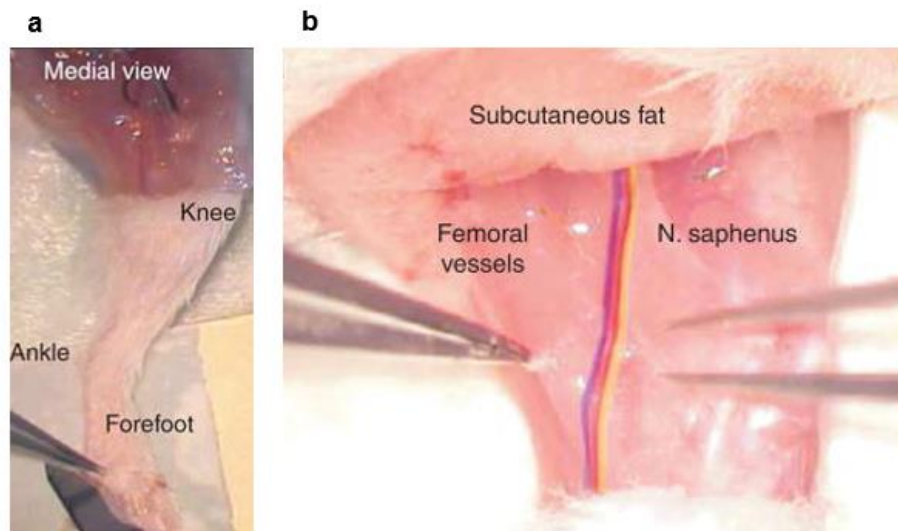 a
Medial view
Knee
Ankle
Forefoot
b
Subcutaneous fat
Femoral
vessels
N. saphenus